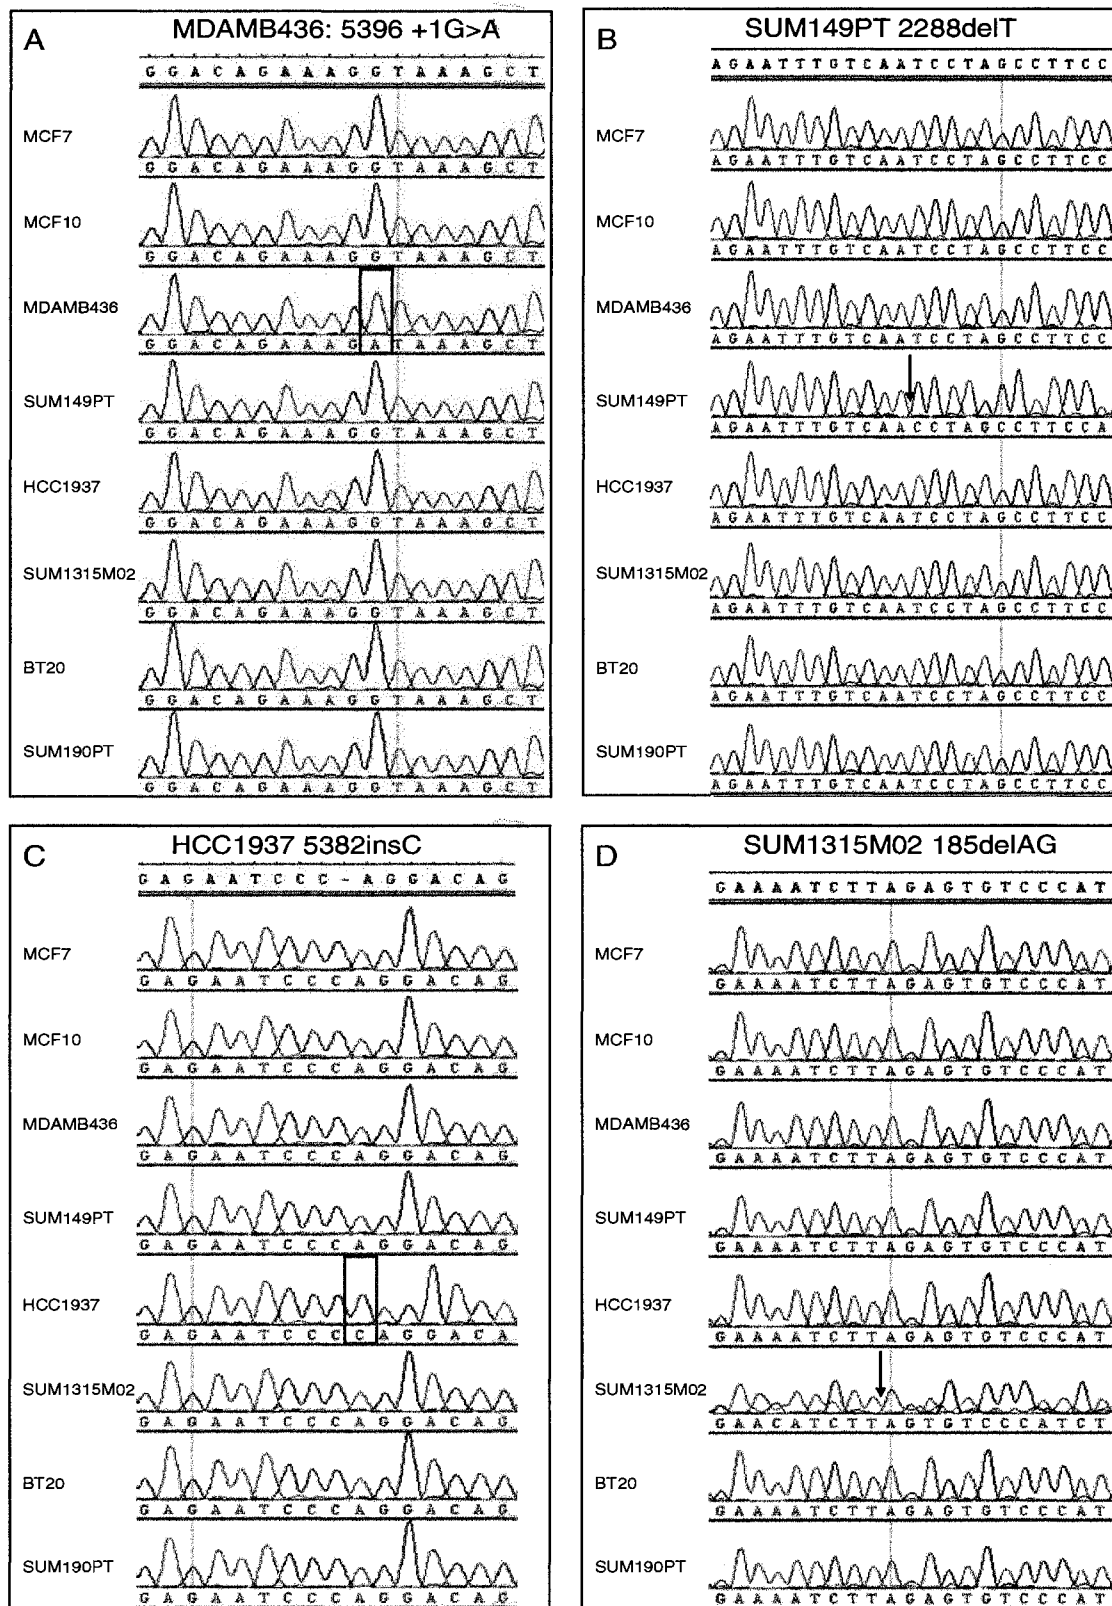 A MDAMB436: 5396 +1G>A
G G A C A G A A A G G T A A A G C T
MCF7
G G A C A G A A A G G T A A A G C T
MCF10
G G A C A G A A A G G T A A A G C T
MDAMB436
G G A C A G A A A G A T A A A G C T
SUM149PT
G G A C A G A A A G G T A A A G C T
HCC1937
G G A C A G A A A G G T A A A G C T
SUM1315M02
G G A C A G A A A G G T A A A G C T
BT20
G G A C A G A A A G G T A A A G C T
SUM190PT
G G A C A G A A A G G T A A A G C T
B SUM149PT 2288delT
A G A A T T T G T C A A T C C T A G C C T T C C
MCF7
A G A A T T T G T C A A T C C T A G C C T T C C
MCF10
A G A A T T T G T C A A T C C T A G C C T T C C
MDAMB436
A G A A T T T G T C A A T C C T A G C C T T C C
SUM149PT
A G A A T T T G T C A A C C T A G C C T T C C A
HCC1937
A G A A T T T G T C A A T C C T A G C C T T C C
SUM1315M02
A G A A T T T G T C A A T C C T A G C C T T C C
BT20
A G A A T T T G T C A A T C C T A G C C T T C C
SUM190PT
A G A A T T T G T C A A T C C T A G C C T T C C
C HCC1937 5382insC
G A G A A T C C C - A G G A C A G
MCF7
G A G A A T C C C A G G A C A G
MCF10
G A G A A T C C C A G G A C A G
MDAMB436
G A G A A T C C C A G G A C A G
SUM149PT
G A G A A T C C C A G G A C A G
HCC1937
G A G A A T C C C C A G G A C A
SUM1315M02
G A G A A T C C C A G G A C A G
BT20
G A G A A T C C C A G G A C A G
SUM190PT
G A G A A T C C C A G G A C A G
D SUM1315M02 185delAG
G A A A A T C T T A G A G T G T C C C A T
MCF7
G A A A A T C T T A G A G T G T C C C A T
MCF10
G A A A A T C T T A G A G T G T C C C A T
MDAMB436
G A A A A T C T T A G A G T G T C C C A T
SUM149PT
G A A A A T C T T A G A G T G T C C C A T
HCC1937
G A A A A T C T T A G A G T G T C C C A T
SUM1315M02
G A A C A T C T T A G T G T C C C A T C T
BT20
G A A A A T C T T A G A G T G T C C C A T
SUM190PT
G A A A A T C T T A G A G T G T C C C A T